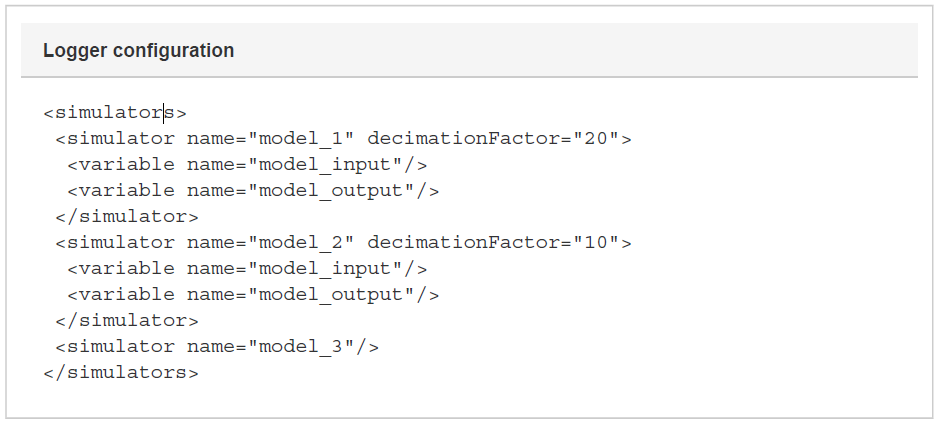 Logger configuration
<simulators>
<simulator name="model_1" decimationFactor="20">
<variable name="model_input"/>
<variable name="model_output"/>
</simulator>
<simulator name="model_2" decimationFactor="10">
<variable name="model_input"/>
<variable name="model_output"/>
</simulator>
<simulator name="model_3"/>
</simulators>